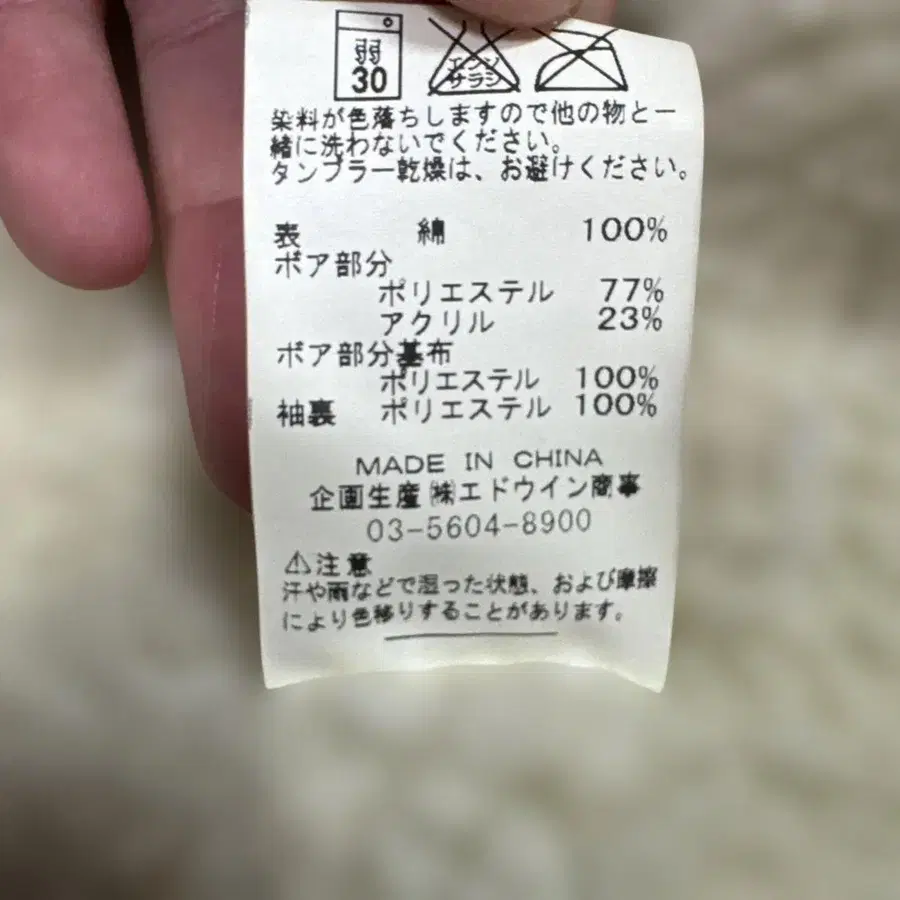 弱
30
エンソ
サラシ
染料が色落ちしますので他の物と一
緒に洗わないでください。
タンブラー乾燥は、お避けください。
表 綿 100%
ボア部分
ポリエステル 77%
アクリル 23%
ボア部分基布
ポリエステル 100%
袖裏 ポリエステル 100%
MADE IN CHINA
企画生産 ㈱エドウイン商事
03-5604-8900
⚠注意
汗や雨などで湿った状態、および摩擦
により色移りすることがあります。